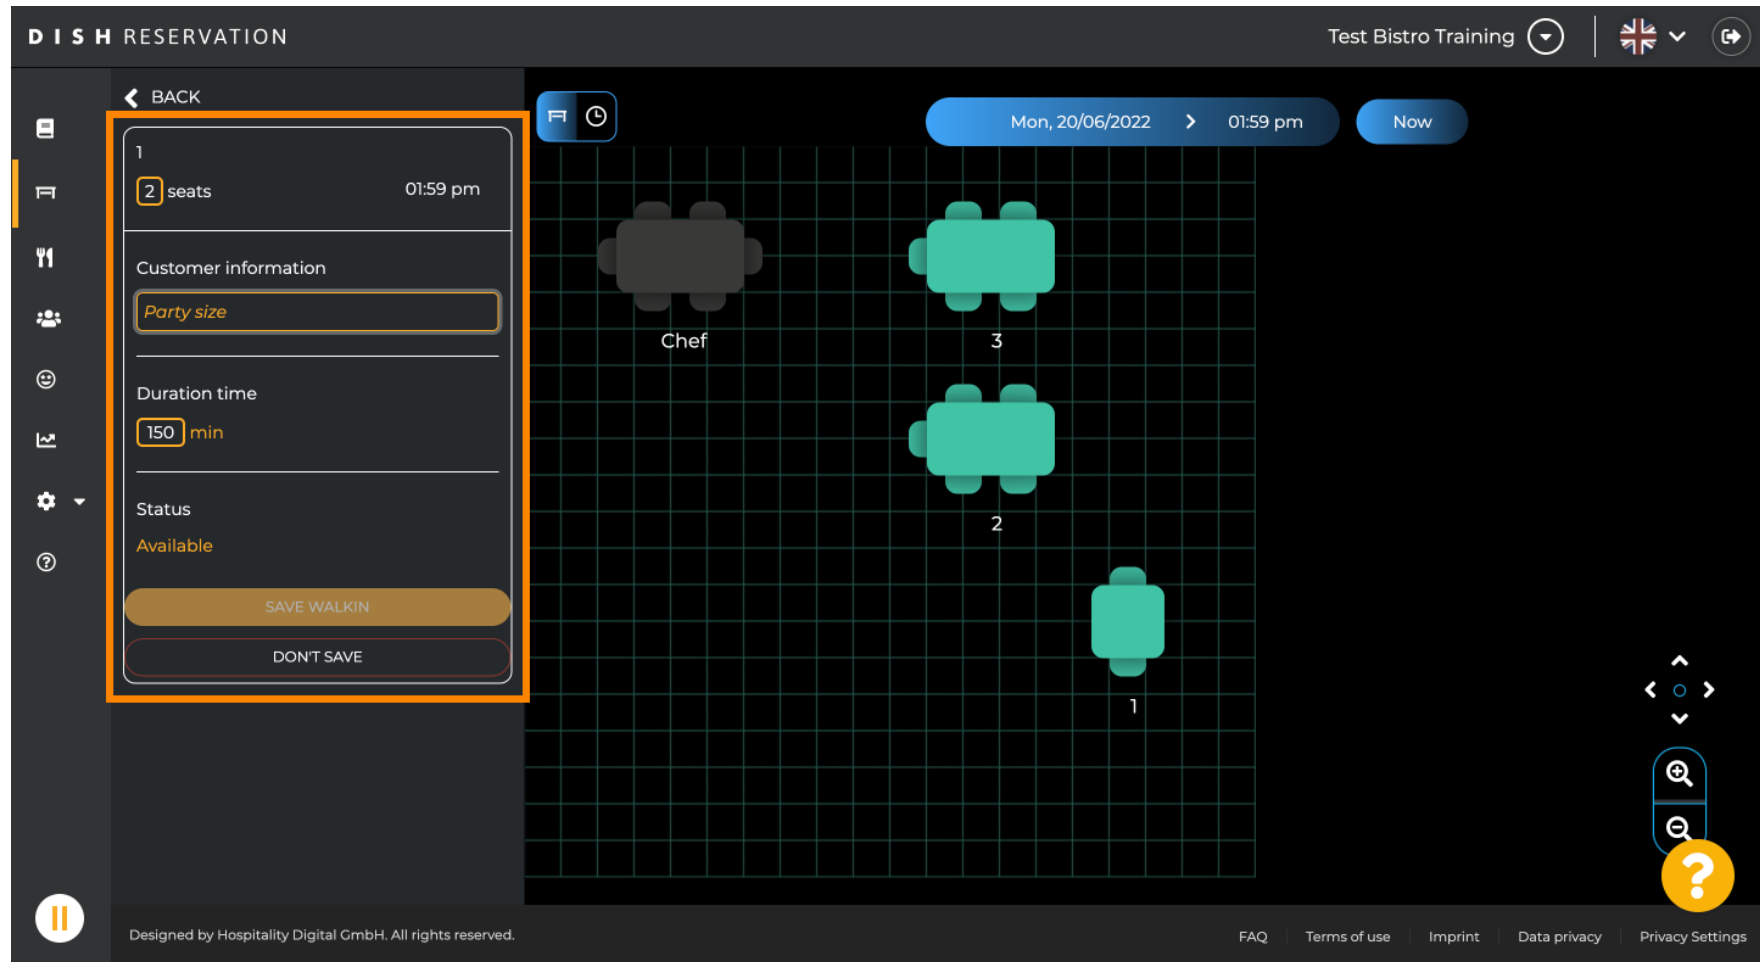 DISH RESERVATION
Test Bistro Training
BACK
1
2 seats
01:59 pm
Customer information
Party size
Duration time
150 min
Status
Available
SAVE WALKIN
DON'T SAVE
Mon, 20/06/2022
01:59 pm
Now
Chef
3
2
1
?
Designed by Hospitality Digital GmbH. All rights reserved.
FAQ
Terms of use
Imprint
Data privacy
Privacy Settings